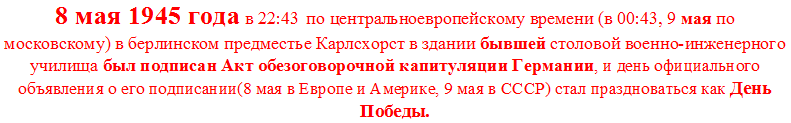 8 мая 1945 года в 22:43 по центральноевропейскому времени (в 00:43, 9 мая по
московскому) в берлинском предместье Карлсхорст в здании бывшей столовой военно-инженерного
училища был подписан Акт обезоговорочной капитуляции Германии, и день официального
объявления о его подписании(8 мая в Европе и Америке, 9 мая в СССР) стал праздноваться как День
Победы.